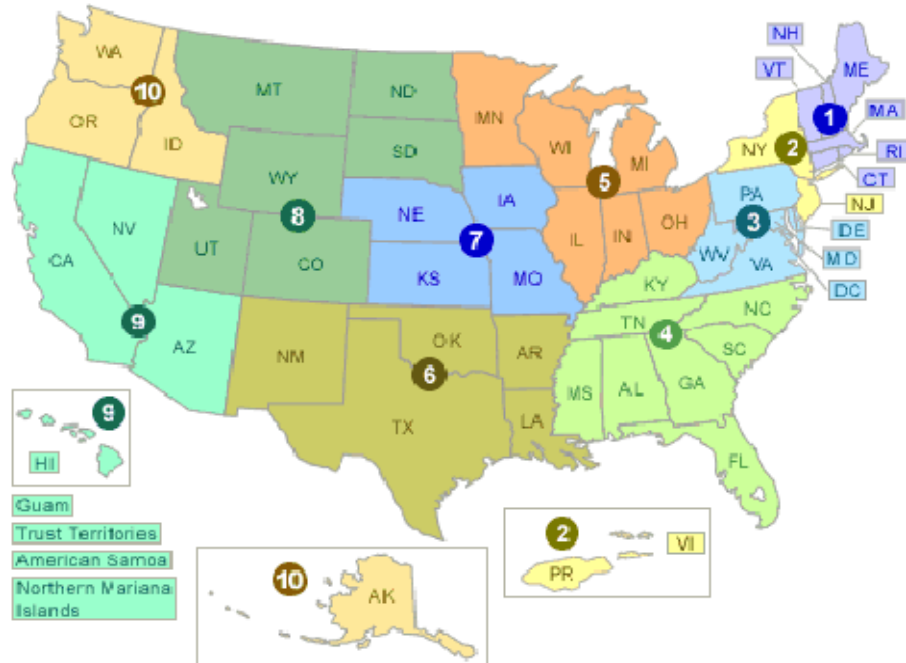 NH
VT
ME
WA
MT
ND
MN
10
1
MA
OR
ID
SD
WI
MI
NY
2
RI
WY
5
CT
PA
NJ
NE
IA
8
3
DE
NV
UT
7
IL
IN
OH
WV
MD
CA
CO
KS
MO
VA
KY
DC
NC
9
TN
4
AZ
NM
OK
AR
SC
6
MS
AL
GA
TX
LA
9
HI
FL
Guam
Trust Territories
American Samoa
Northern Mariana
Islands
10
AK
2
VI
PR